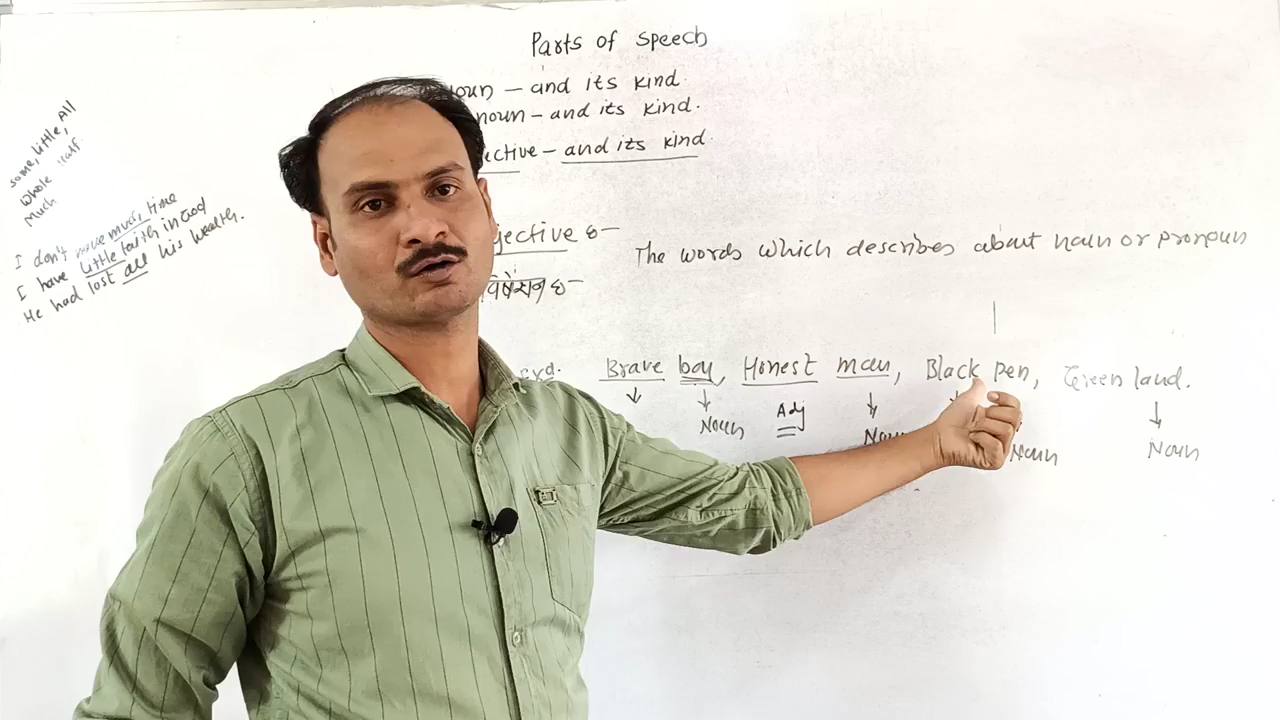 Parts of speech
noun – and its kind.
noun – and its kind.
ective – and its kind.
some, little, All
whole half
Much
I don't have much time
I have little faith in God
He had lost all his wealth.
jective :-
The words which describes about noun or pronoun
Brave boy, Honest man, Black pen, Green land.
Noun Adj Noun Noun Noun